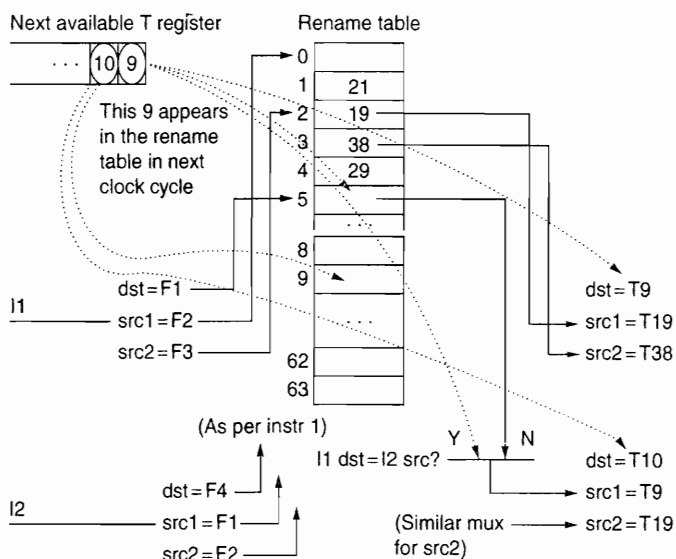 Next available T register
Rename table
··· 10 9
This 9 appears
in the rename
table in next
clock cycle
0
1 21
2 19
3 38
4 29
5
···
8
9
···
62
63
I1
dst=F1
src1=F2
src2=F3
dst=T9
src1=T19
src2=T38
(As per instr 1)
Y N
I1 dst=I2 src?
I2
dst=F4
src1=F1
src2=F2
(Similar mux
for src2)
dst=T10
src1=T9
src2=T19